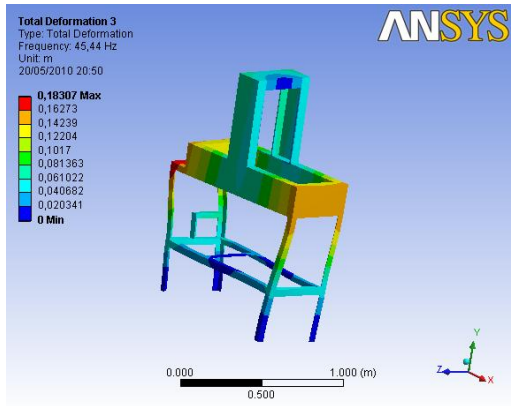 Total Deformation 3
Type: Total Deformation
Frequency: 45,44 Hz
Unit: m
20/05/2010 20:50
ANSYS
0,18307 Max
0,16273
0,14239
0,12204
0,1017
0,081363
0,061022
0,040682
0,020341
0 Min
0.000
1.000 (m)
0.500
Y
Z
X